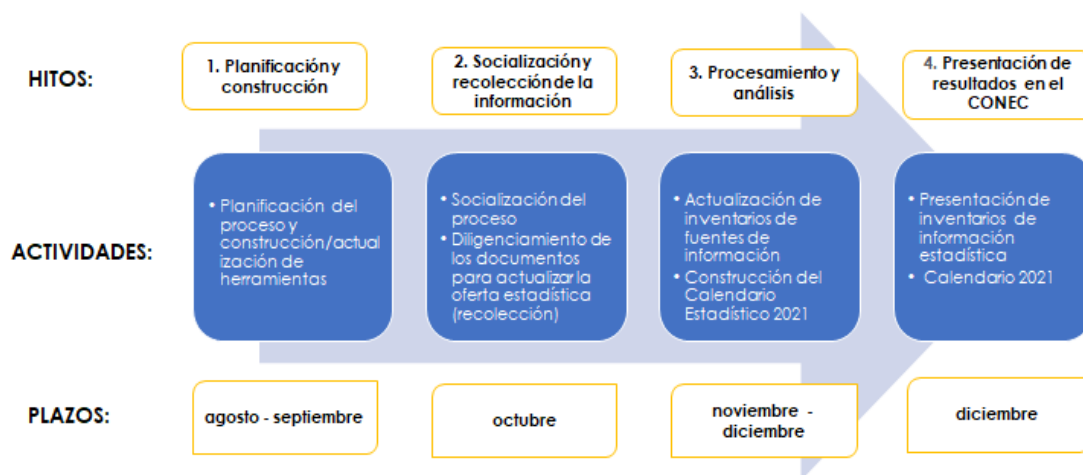 HITOS:
1. Planificación y
construcción
2. Socialización y
recolección de la
información
3. Procesamiento y
análisis
4. Presentación de
resultados en el
CONEC
ACTIVIDADES:
• Planificación del
proceso y
construcción/actual
ización de
herramientas
• Socialización del
proceso
• Diligenciamiento de
los documentos
para actualizar la
oferta estadística
(recolección)
• Actualización de
inventarios de
fuentes de
información
• Construcción del
Calendario
Estadístico 2021
• Presentación de
inventarios de
información
estadística
• Calendario 2021
PLAZOS:
agosto - septiembre
octubre
noviembre -
diciembre
diciembre